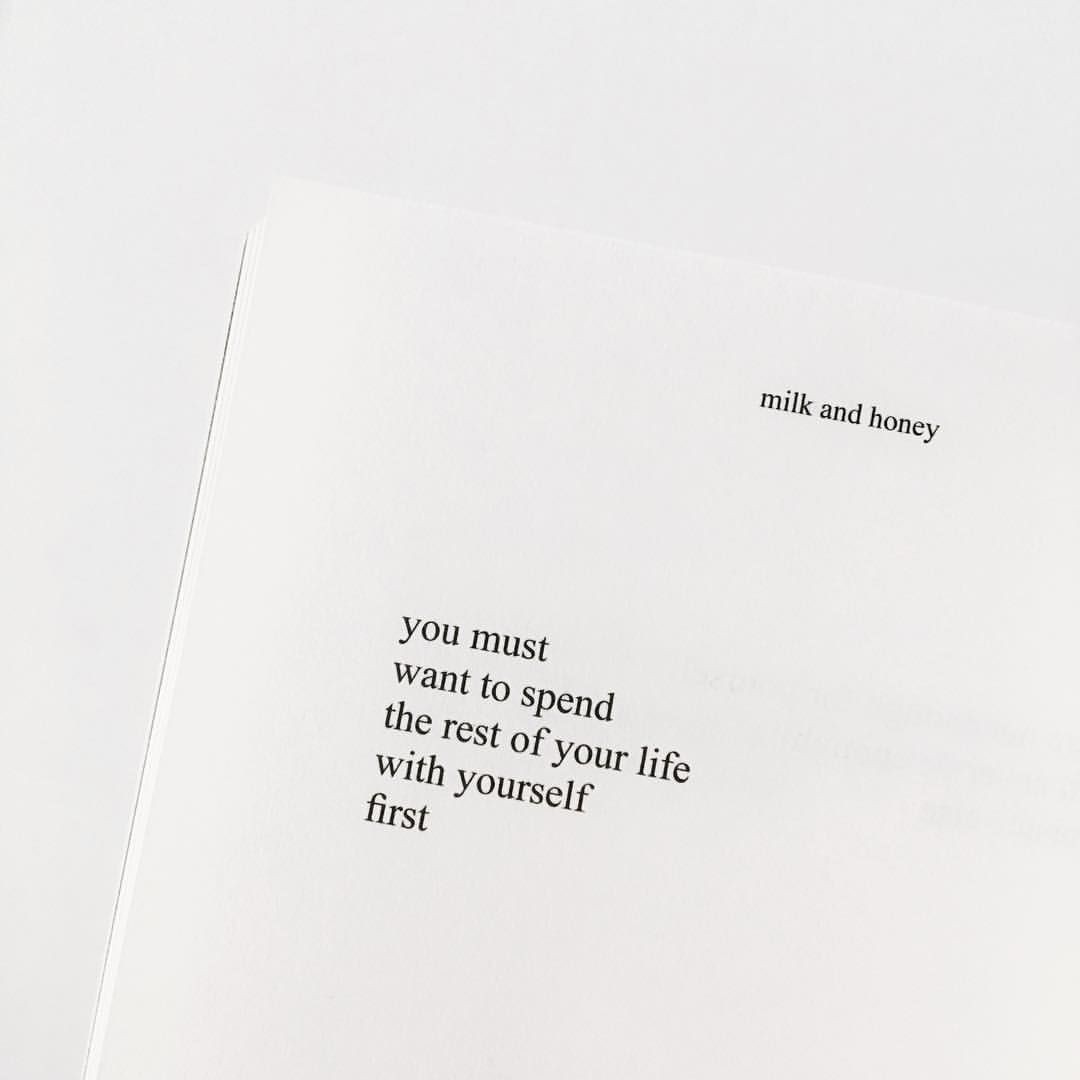 milk and honey
you must
want to spend
the rest of your life
with yourself
first